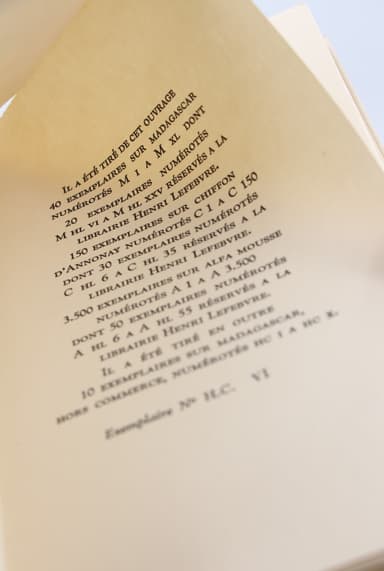 IL A ÉTÉ TIRÉ DE CET OUVRAGE
40 EXEMPLAIRES SUR MADAGASCAR
NUMÉROTÉS M I A M XL DONT
20 EXEMPLAIRES NUMÉROTÉS
M HL VI A M HL XXV RÉSERVÉS A LA
LIBRAIRIE HENRI LEFEBVRE.
150 EXEMPLAIRES SUR CHIFFON
D'ANNONAY NUMÉROTÉS C 1 A C 150
DONT 30 EXEMPLAIRES NUMÉROTÉS
C HL 6 A C HL 35 RÉSERVÉS A LA
LIBRAIRIE HENRI LEFEBVRE.
3.500 EXEMPLAIRES SUR ALFA MOUSSE
NUMÉROTÉS A 1 A A 3.500
DONT 50 EXEMPLAIRES NUMÉROTÉS
A HL 6 A A HL 55 RÉSERVÉS A LA
LIBRAIRIE HENRI LEFEBVRE.
IL A ÉTÉ TIRÉ EN OUTRE
10 EXEMPLAIRES SUR MADAGASCAR,
HORS COMMERCE, NUMÉROTÉS HC I A HC X.
Exemplaire Nº H.C. VI